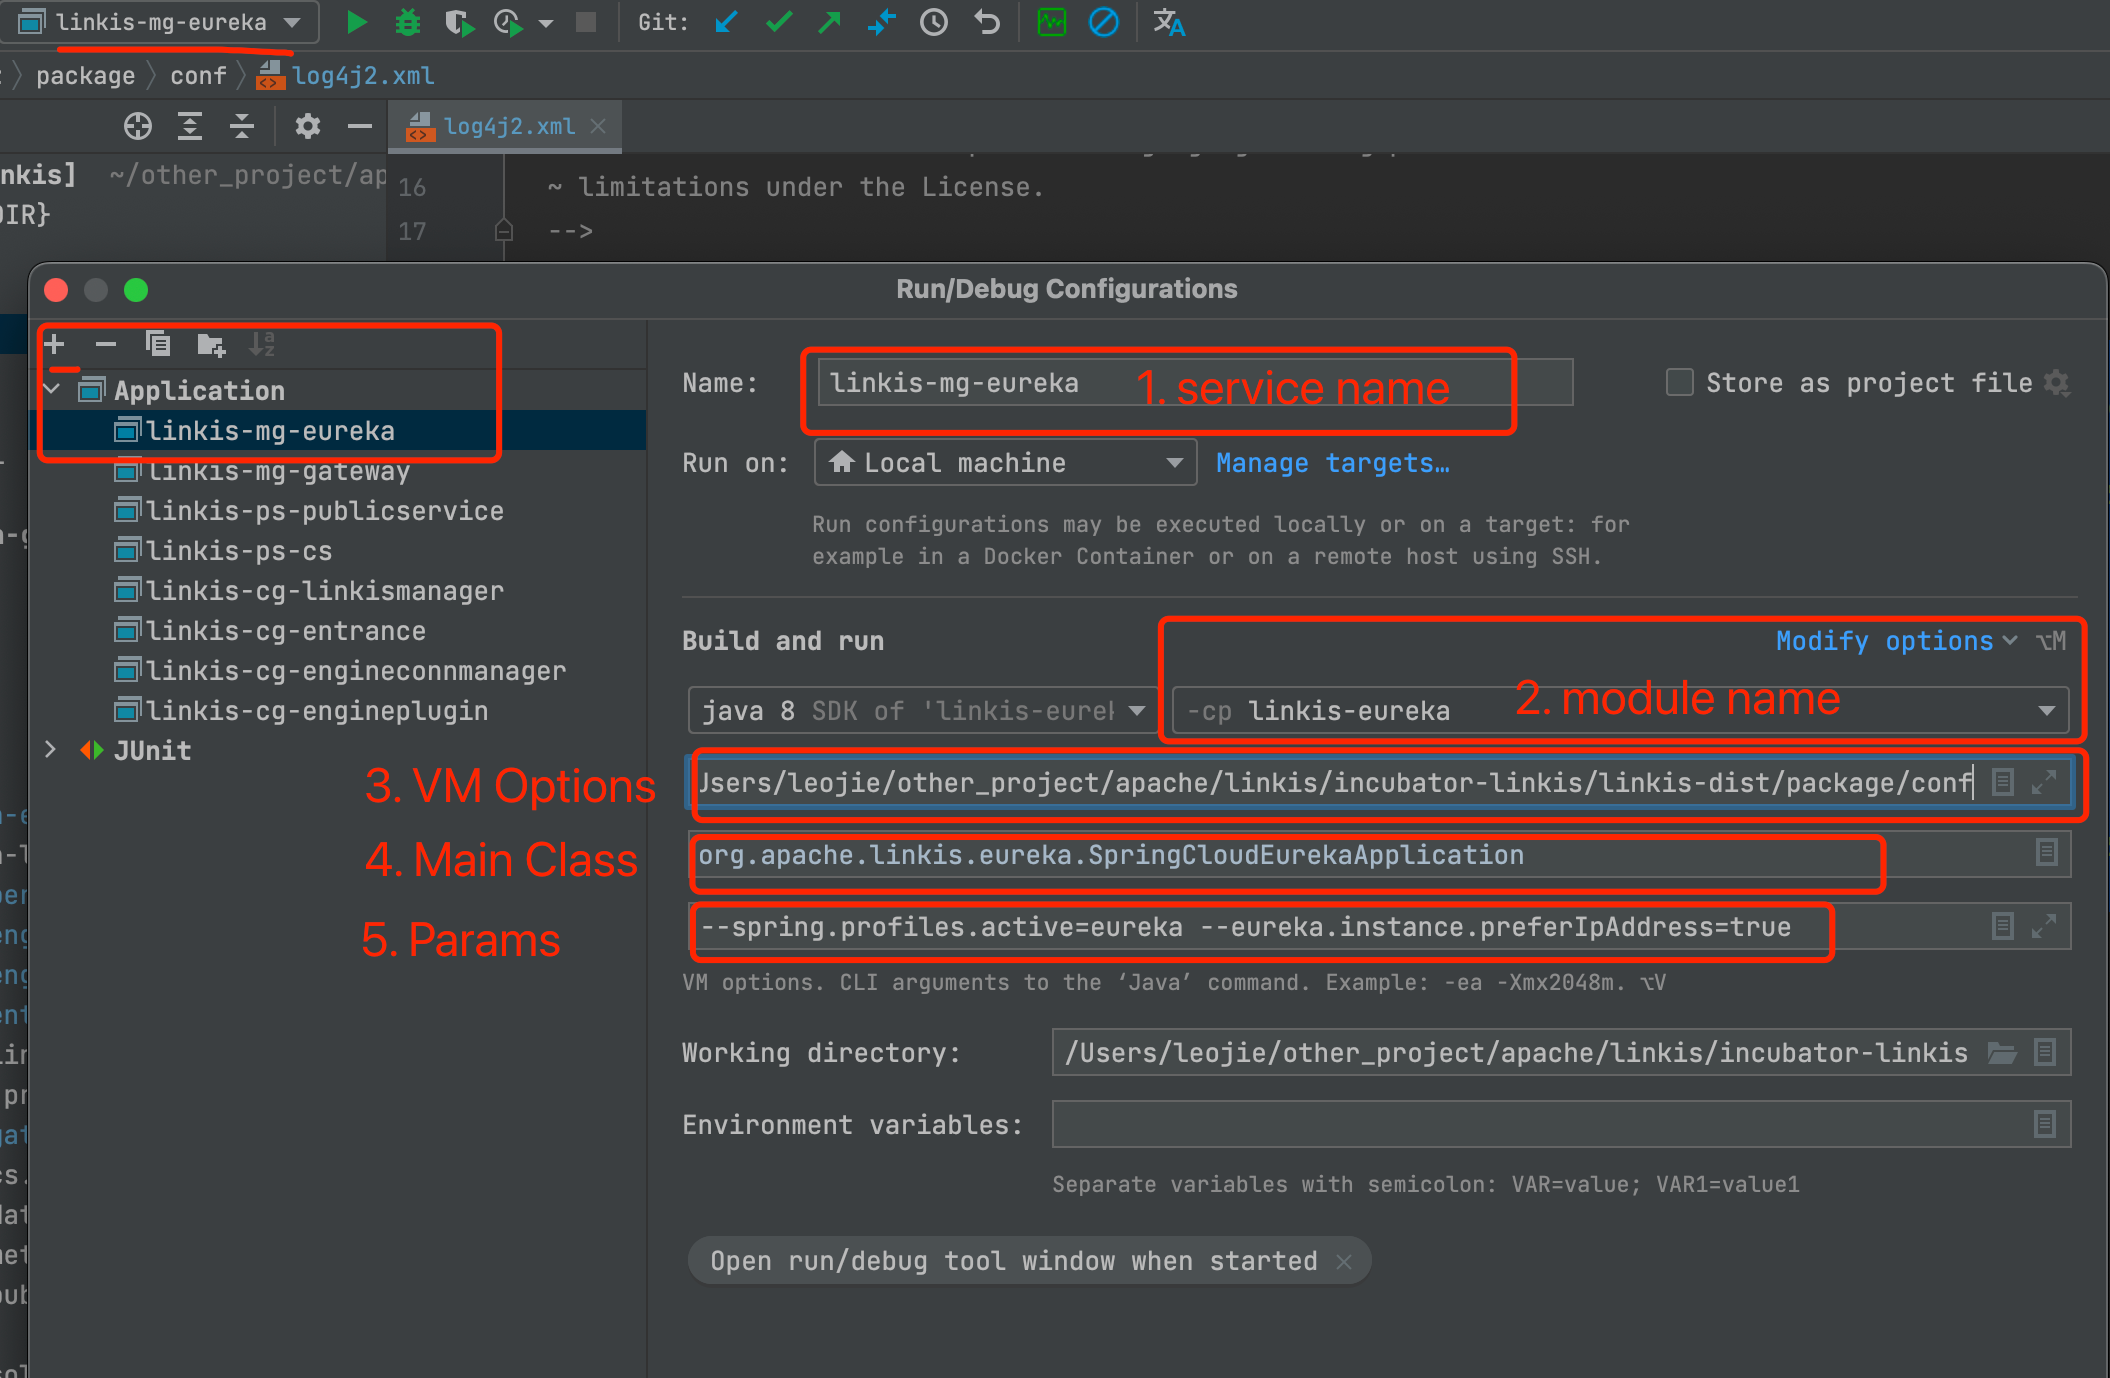 linkis-mg-eureka Git:
package conf log4j2.xml
log4j2.xml
nkis] ~/other_project/ap
DIR}
16 ~ limitations under the License.
17 -->
Run/Debug Configurations
Application
linkis-mg-eureka
linkis-mg-gateway
linkis-ps-publicservice
linkis-ps-cs
linkis-cg-linkismanager
linkis-cg-entrance
linkis-cg-engineconnmanager
linkis-cg-engineplugin
JUnit
Name: linkis-mg-eureka 1. service name Store as project file
Run on: Local machine Manage targets…
Run configurations may be executed locally or on a target: for
example in a Docker Container or on a remote host using SSH.
Build and run Modify options ⌥M
java 8 SDK of 'linkis-eurek -cp linkis-eureka 2. module name
3. VM Options Jsers/leojie/other_project/apache/linkis/incubator-linkis/linkis-dist/package/conf
4. Main Class org.apache.linkis.eureka.SpringCloudEurekaApplication
5. Params --spring.profiles.active=eureka --eureka.instance.preferIpAddress=true
VM options. CLI arguments to the ‘Java’ command. Example: -ea -Xmx2048m. ⌥V
Working directory: /Users/leojie/other_project/apache/linkis/incubator-linkis
Environment variables:
Separate variables with semicolon: VAR=value; VAR1=value1
Open run/debug tool window when started